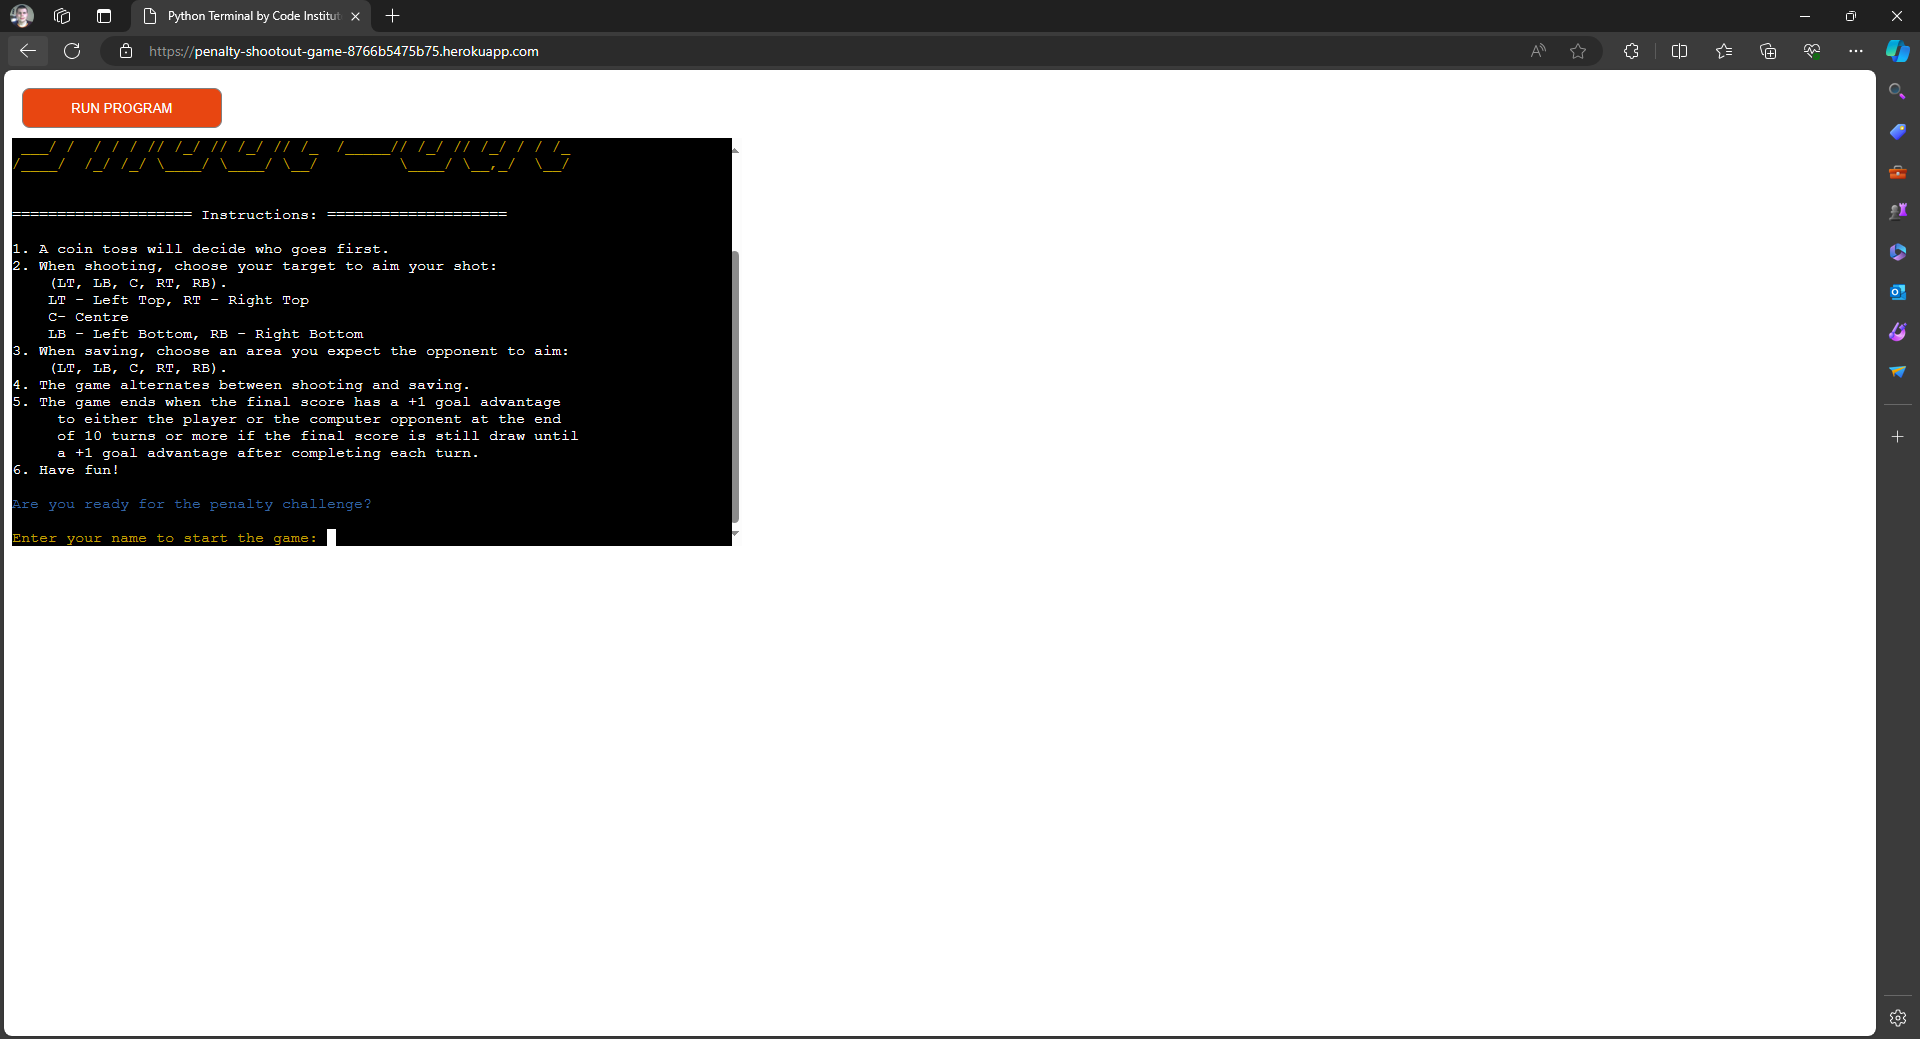 Python Terminal by Code Institut
https://penalty-shootout-game-8766b5475b75.herokuapp.com
RUN PROGRAM
==================== Instructions: ====================
1. A coin toss will decide who goes first.
2. When shooting, choose your target to aim your shot:
(LT, LB, C, RT, RB).
LT - Left Top, RT - Right Top
C- Centre
LB - Left Bottom, RB - Right Bottom
3. When saving, choose an area you expect the opponent to aim:
(LT, LB, C, RT, RB).
4. The game alternates between shooting and saving.
5. The game ends when the final score has a +1 goal advantage
to either the player or the computer opponent at the end
of 10 turns or more if the final score is still draw until
a +1 goal advantage after completing each turn.
6. Have fun!
Are you ready for the penalty challenge?
Enter your name to start the game: